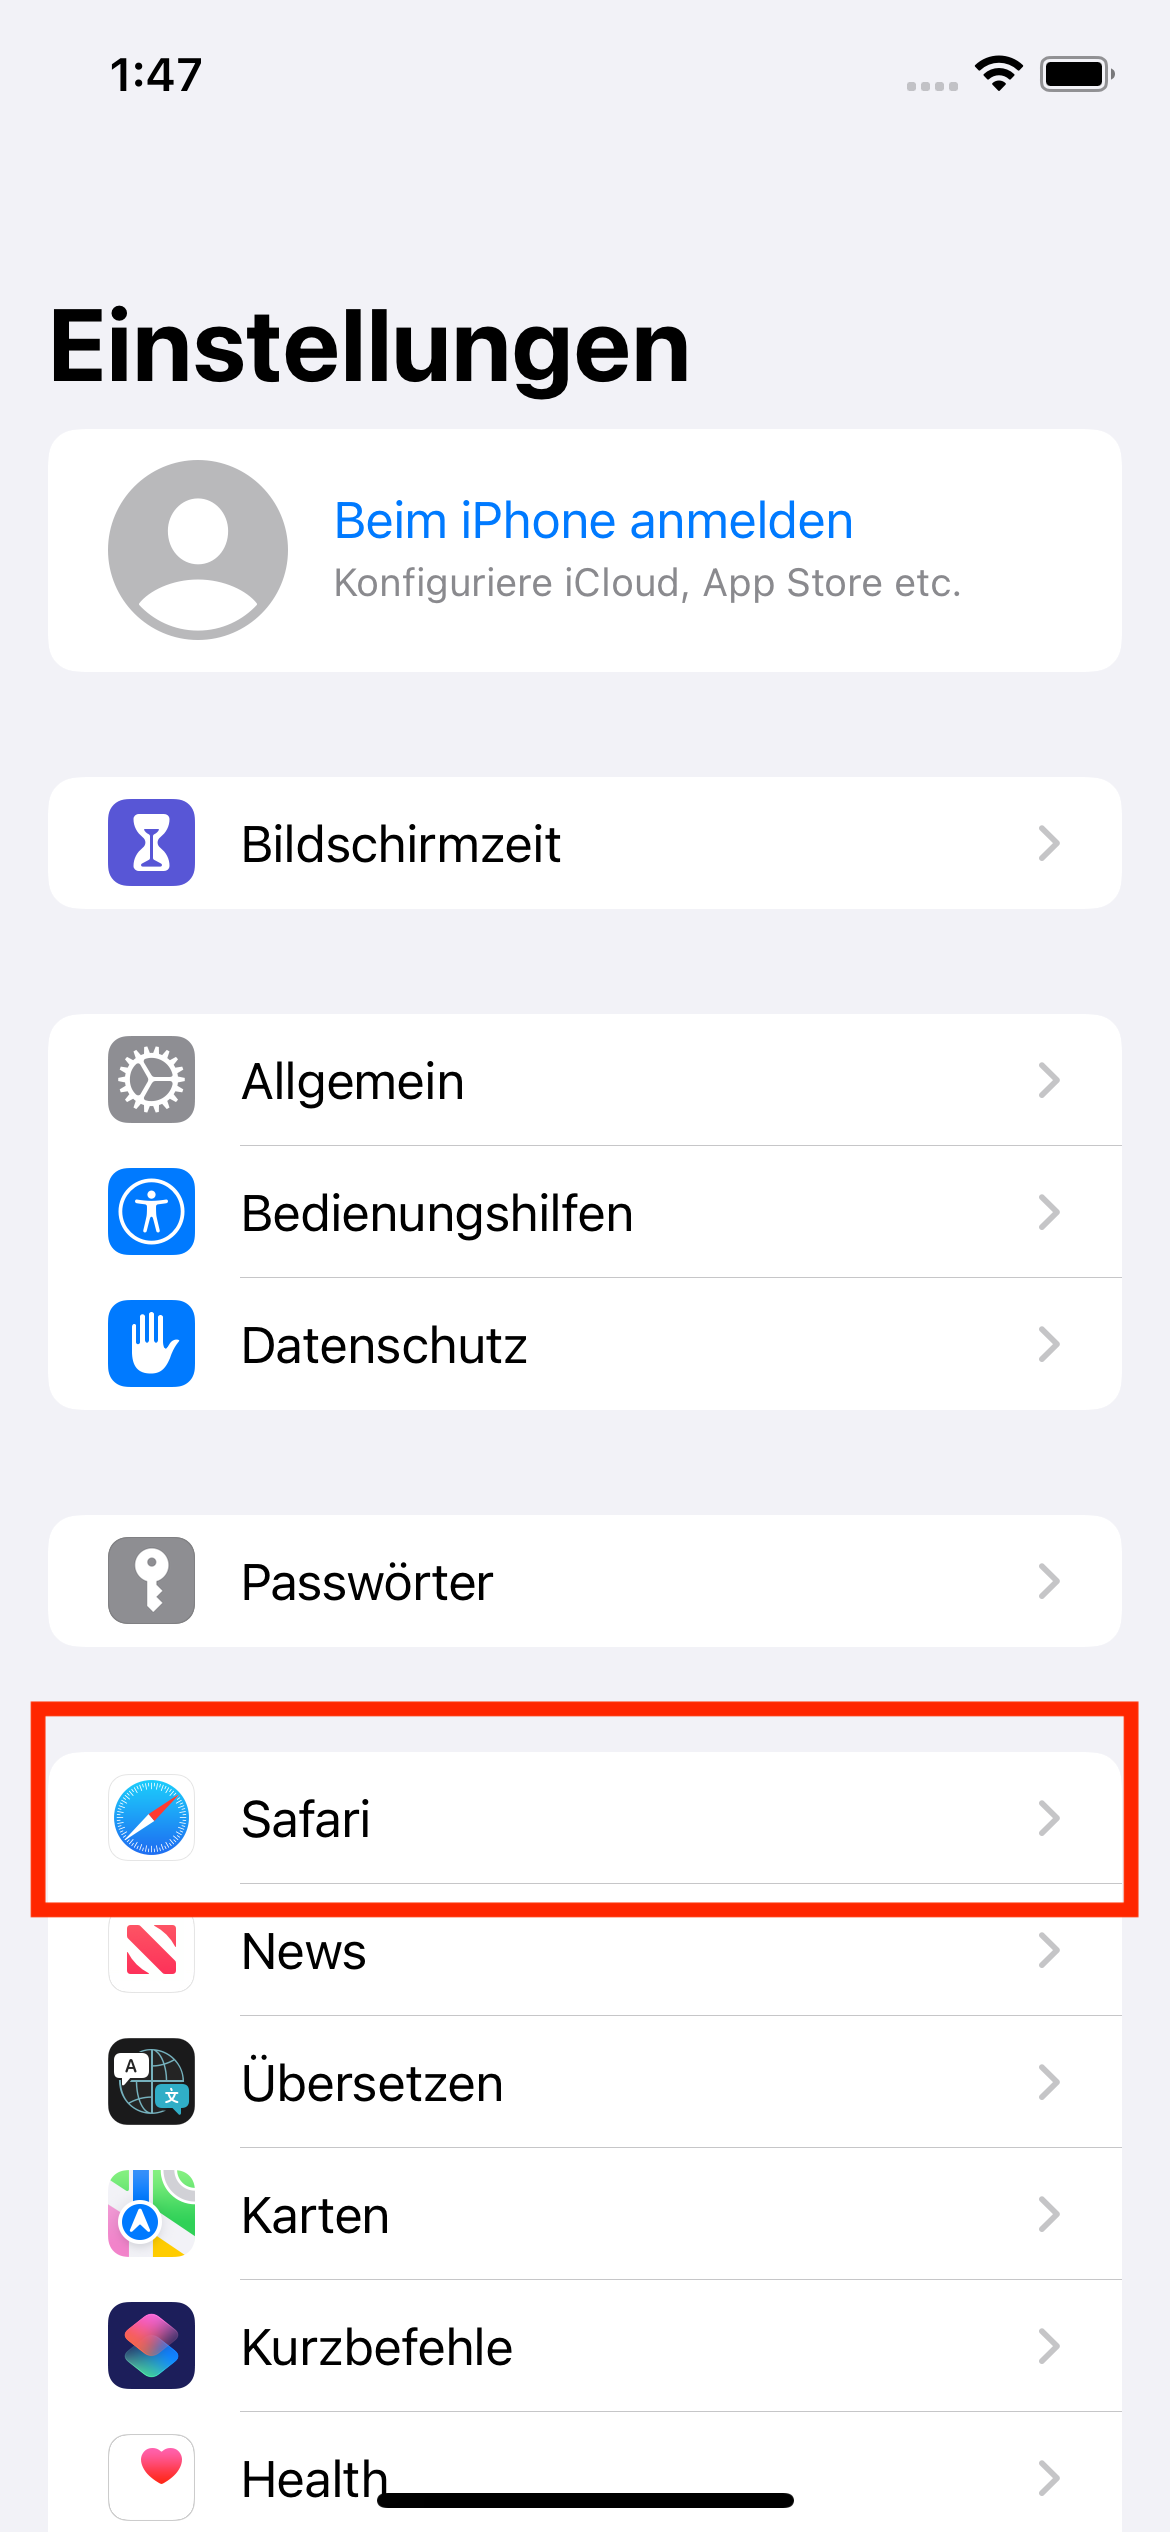 1:47
Einstellungen
Beim iPhone anmelden
Konfiguriere iCloud, App Store etc.
Bildschirmzeit
Allgemein
Bedienungshilfen
Datenschutz
Passwörter
Safari
News
A
文
Übersetzen
Karten
Kurzbefehle
Health